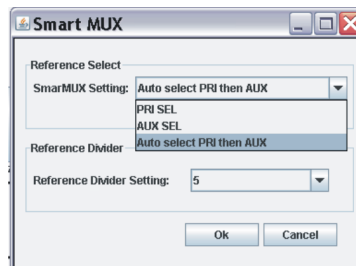 Smart MUX
Reference Select
SmarMUX Setting: Auto select PRI then AUX
PRI SEL
AUX SEL
Auto select PRI then AUX
Reference Divider
Reference Divider Setting: 5
Ok Cancel